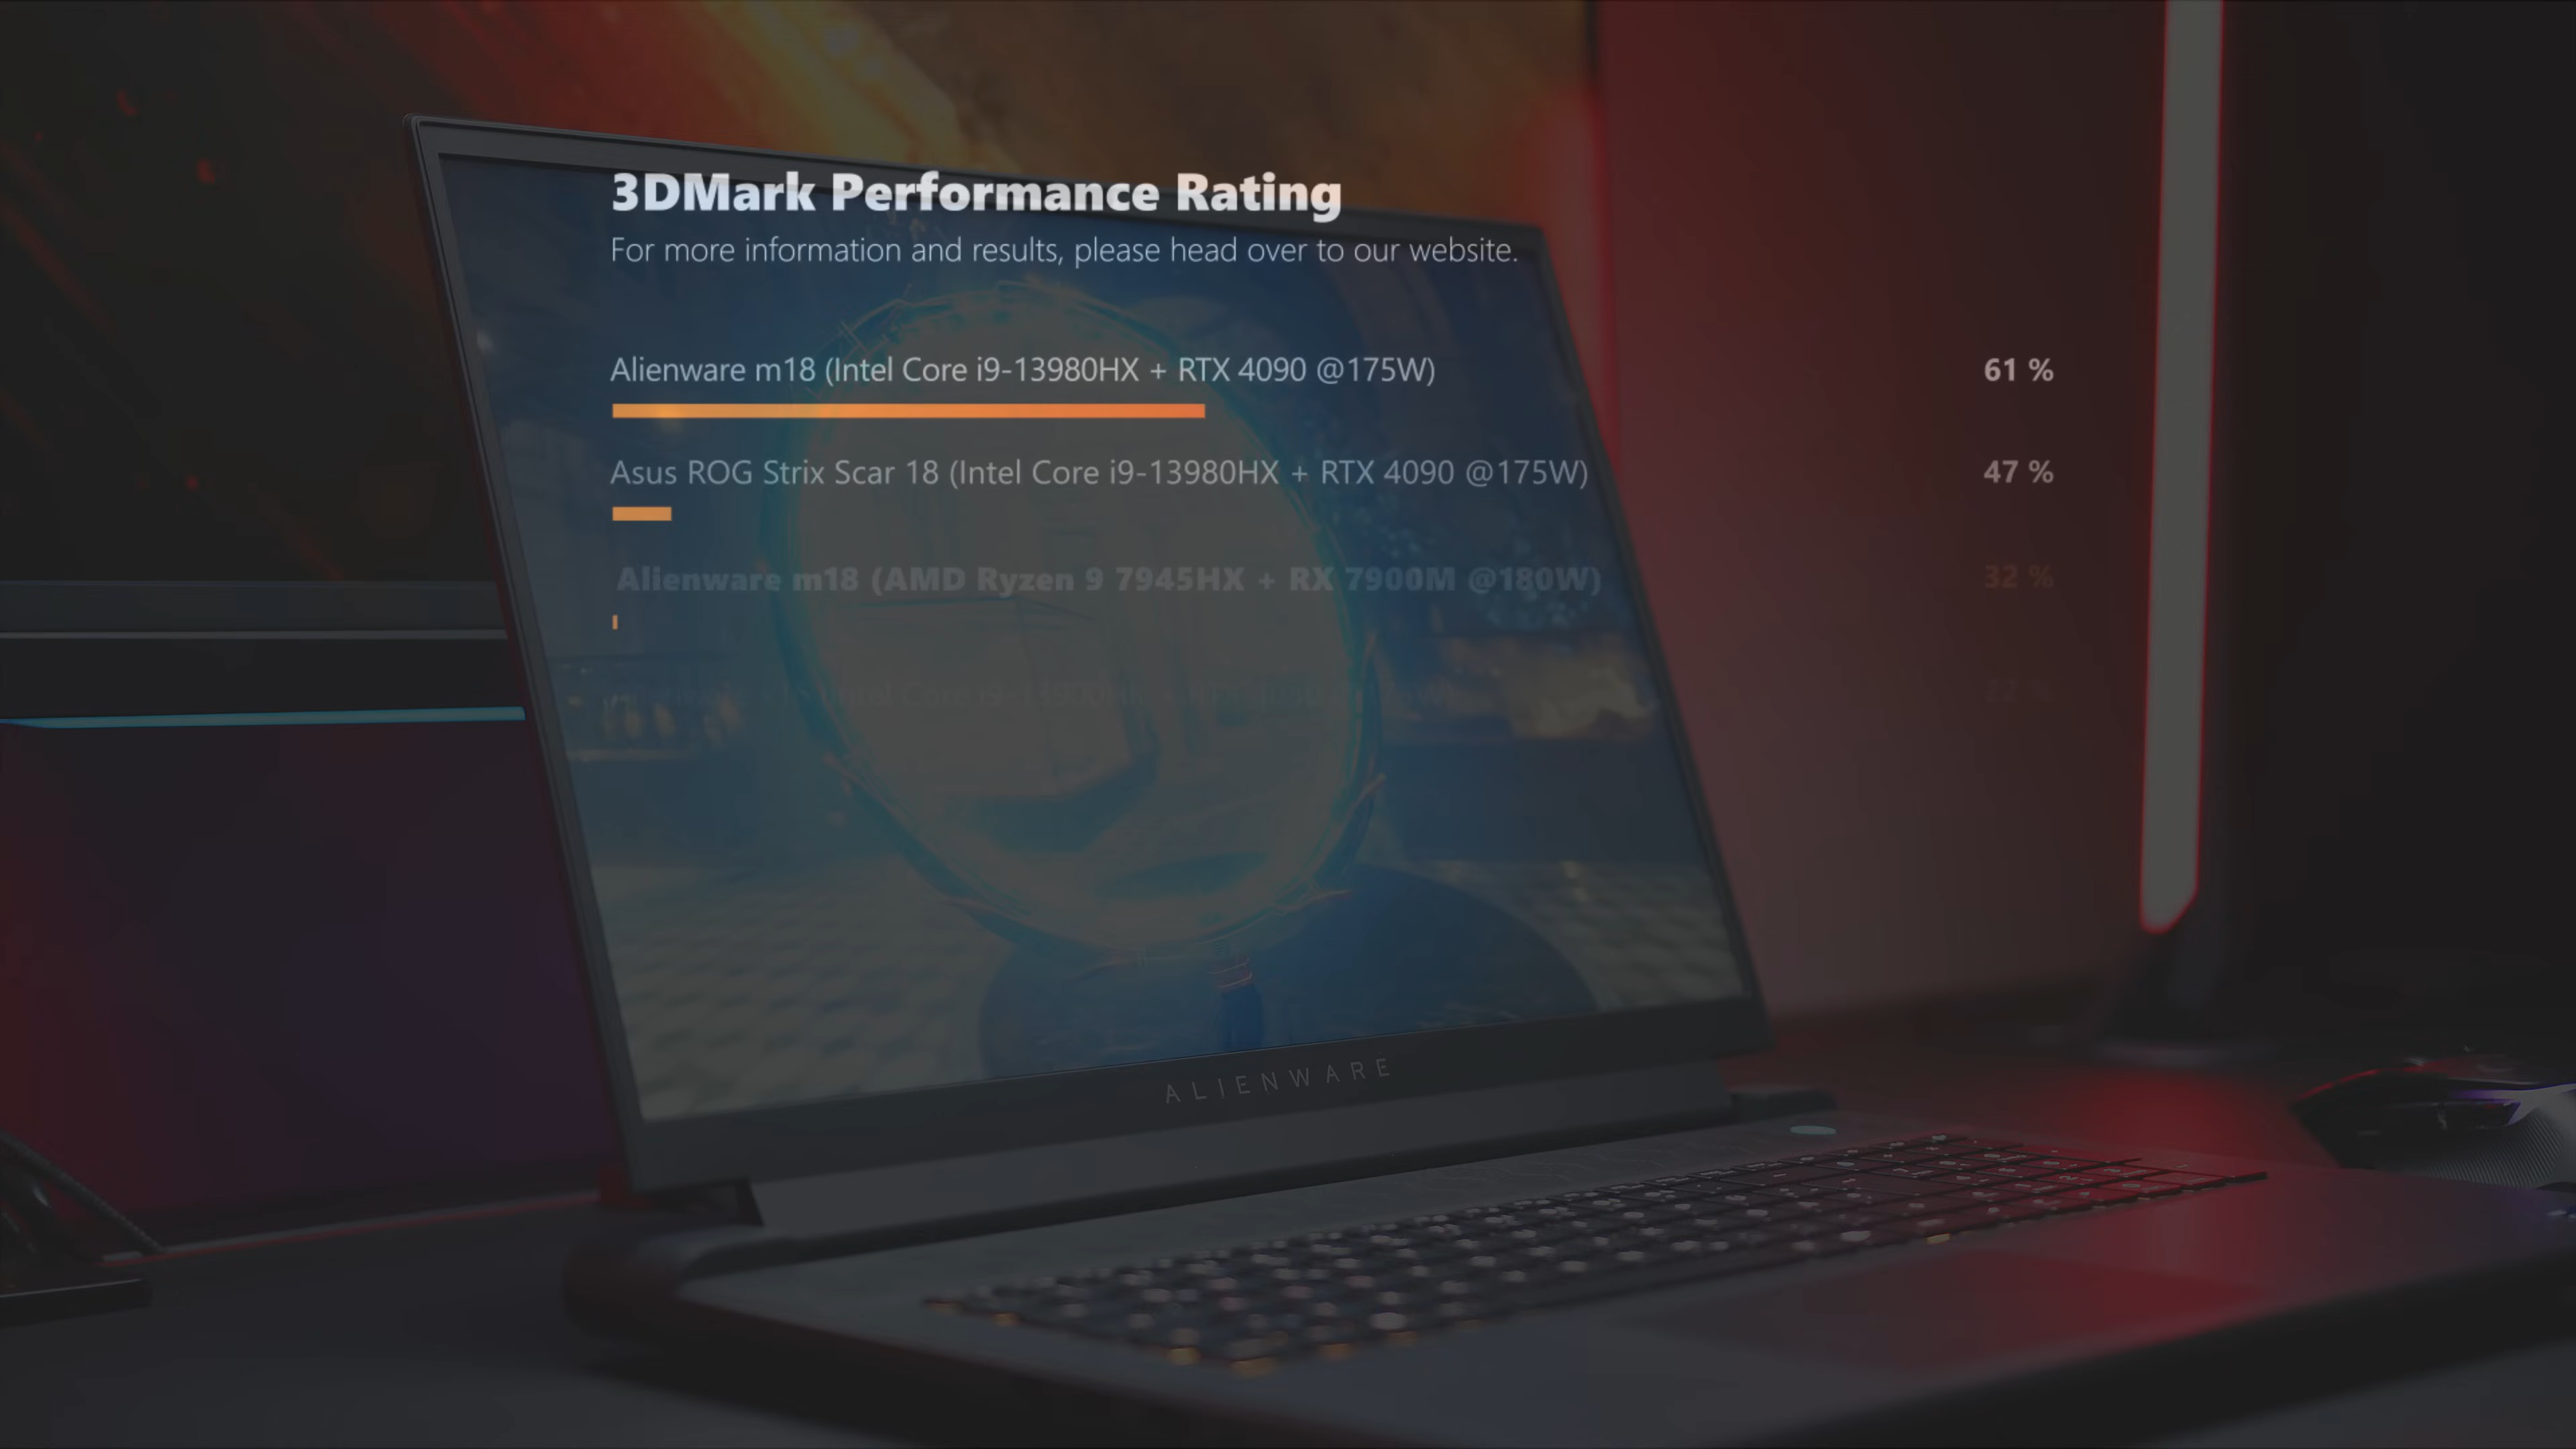 3DMark Performance Rating
For more information and results, please head over to our website.
Alienware m18 (Intel Core i9-13980HX + RTX 4090 @175W)
61 %
Asus ROG Strix Scar 18 (Intel Core i9-13980HX + RTX 4090 @175W)
47 %
Alienware m18 (AMD Ryzen 9 7945HX + RX 7900M @180W)
32 %
Intel Core
ALIENWARE